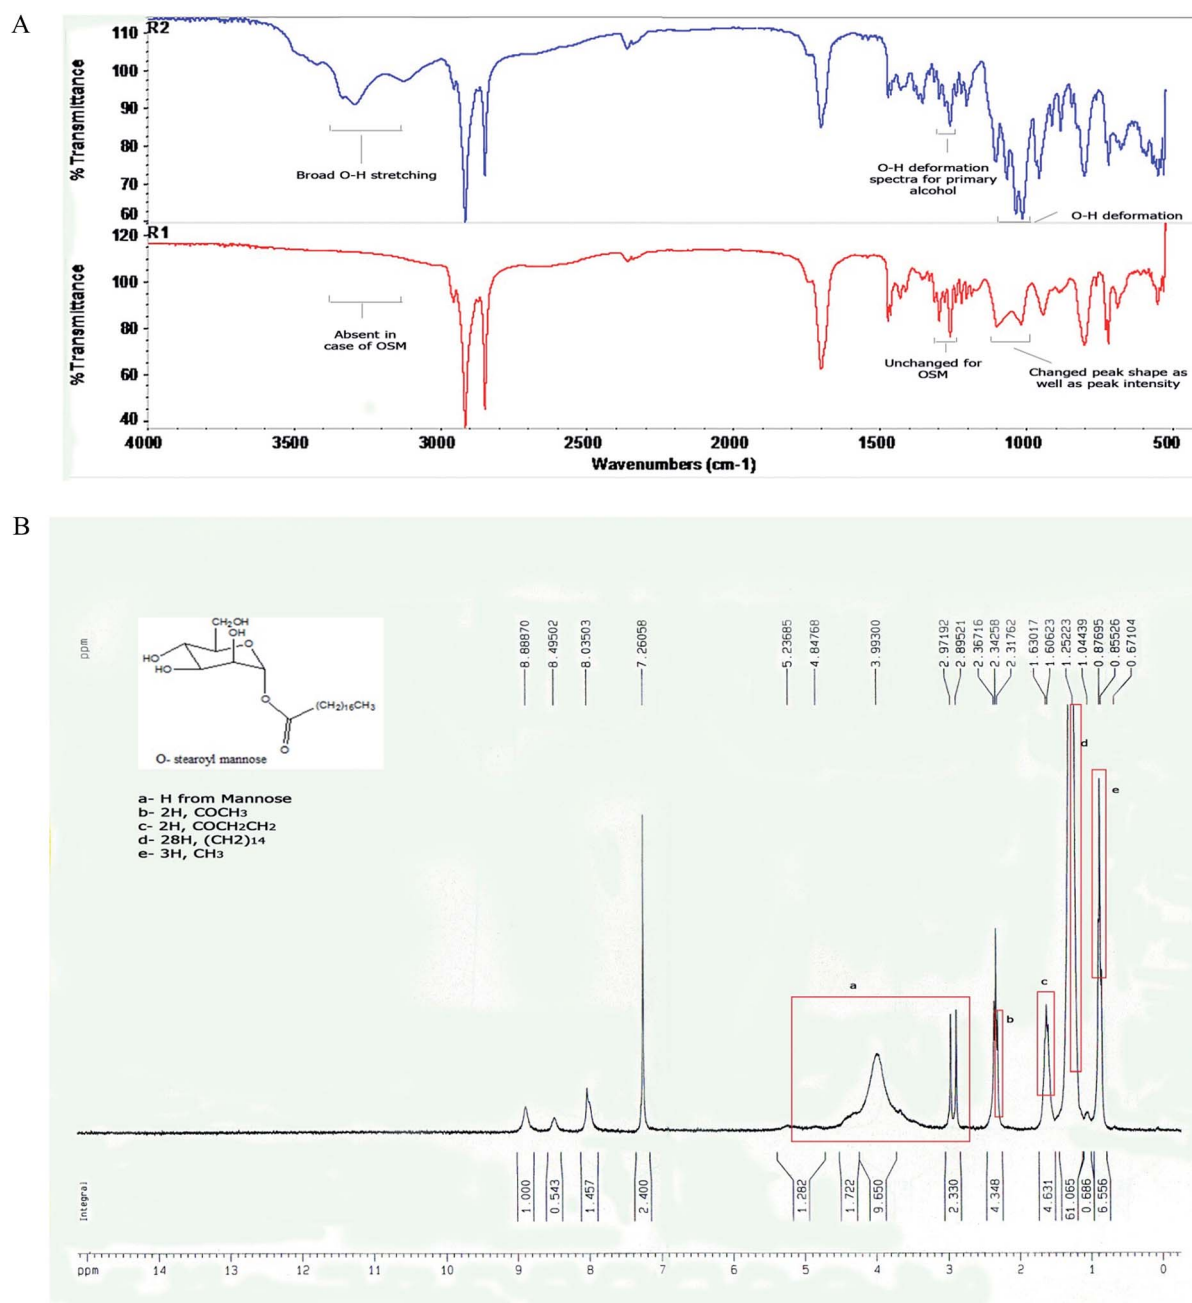 A
R2
110
100
90
80
70
60
%Transmittance
Broad O-H stretching
O-H deformation
spectra for primary
alcohol
O-H deformation
R1
120
100
80
60
40
%Transmittance
Absent in
case of OSM
Unchanged for
OSM
Changed peak shape as
well as peak intensity
4000 3500 3000 2500 2000 1500 1000 500
Wavenumbers (cm-1)
B
ppm
8.88870
8.49502
8.03503
7.26058
5.23685
4.84768
3.99300
2.97192
2.89521
2.36716
2.34258
2.31762
1.63017
1.60623
1.25223
1.04439
0.87695
0.85526
0.67104
CH₂OH
OH
O
HO
HO
O
(CH₂)₁₆CH₃
O
O- stearoyl mannose
a- H from Mannose
b- 2H, COCH₃
c- 2H, COCH₂CH₂
d- 28H, (CH2)14
e- 3H, CH₃
d
e
a
c
b
Integral
1.000
0.543
1.457
2.400
1.282
1.722
9.650
2.330
4.348
4.631
61.065
0.686
6.556
ppm 14 13 12 11 10 9 8 7 6 5 4 3 2 1 0